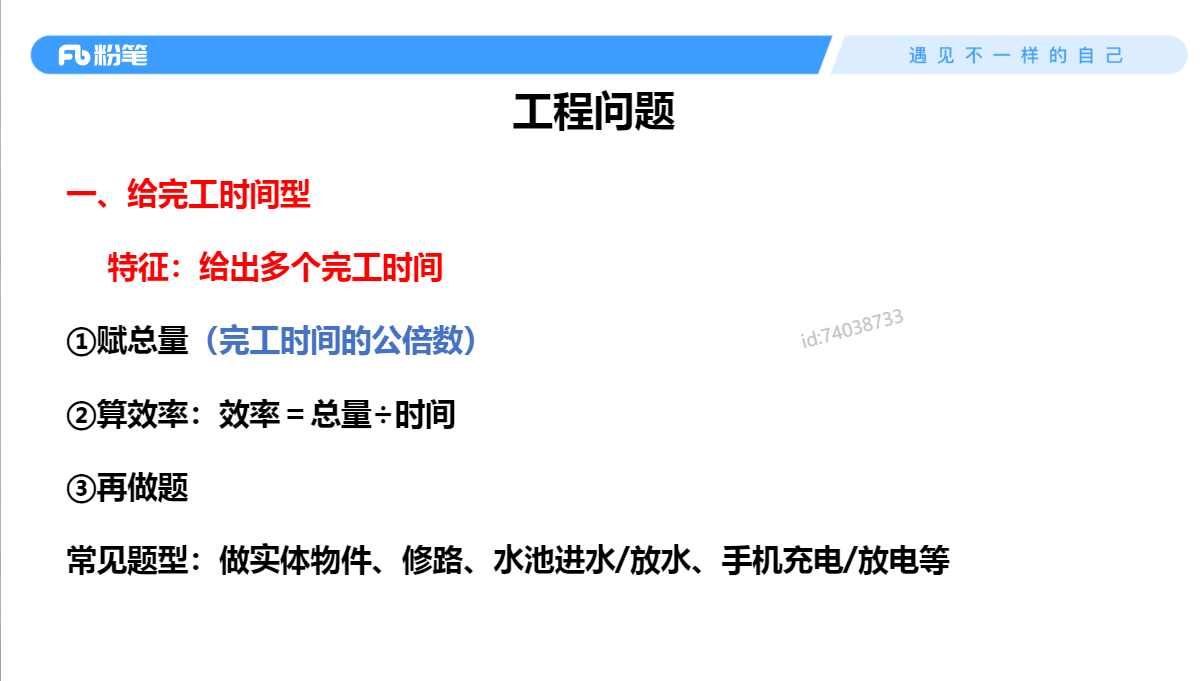 粉笔
遇见不一样的自己
工程问题
一、给完工时间型
特征：给出多个完工时间
①赋总量（完工时间的公倍数）
id:74038733
②算效率：效率＝总量÷时间
③再做题
常见题型：做实体物件、修路、水池进水/放水、手机充电/放电等